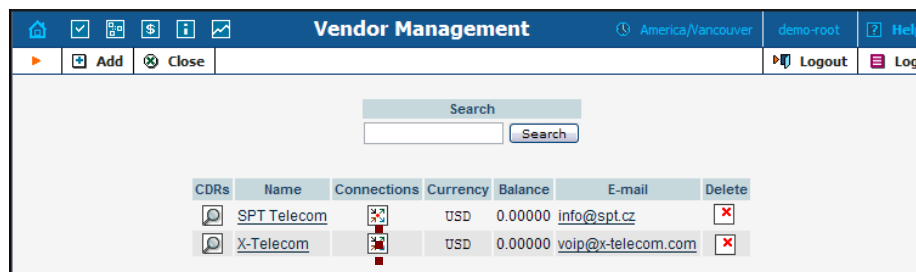 Vendor Management America/Vancouver demo-root Hel
Add Close Logout Log
Search
Search
CDRs Name Connections Currency Balance E-mail Delete
SPT Telecom USD 0.00000 info@spt.cz
X-Telecom USD 0.00000 voip@x-telecom.com